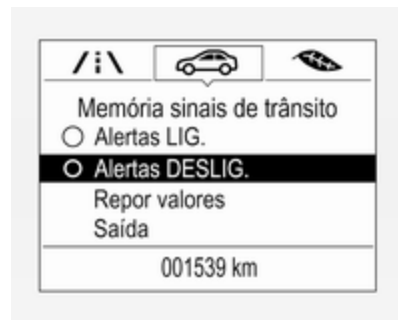 Memória sinais de trânsito
Alertas LIG.
Alertas DESLIG.
Repor valores
Saída
001539 km